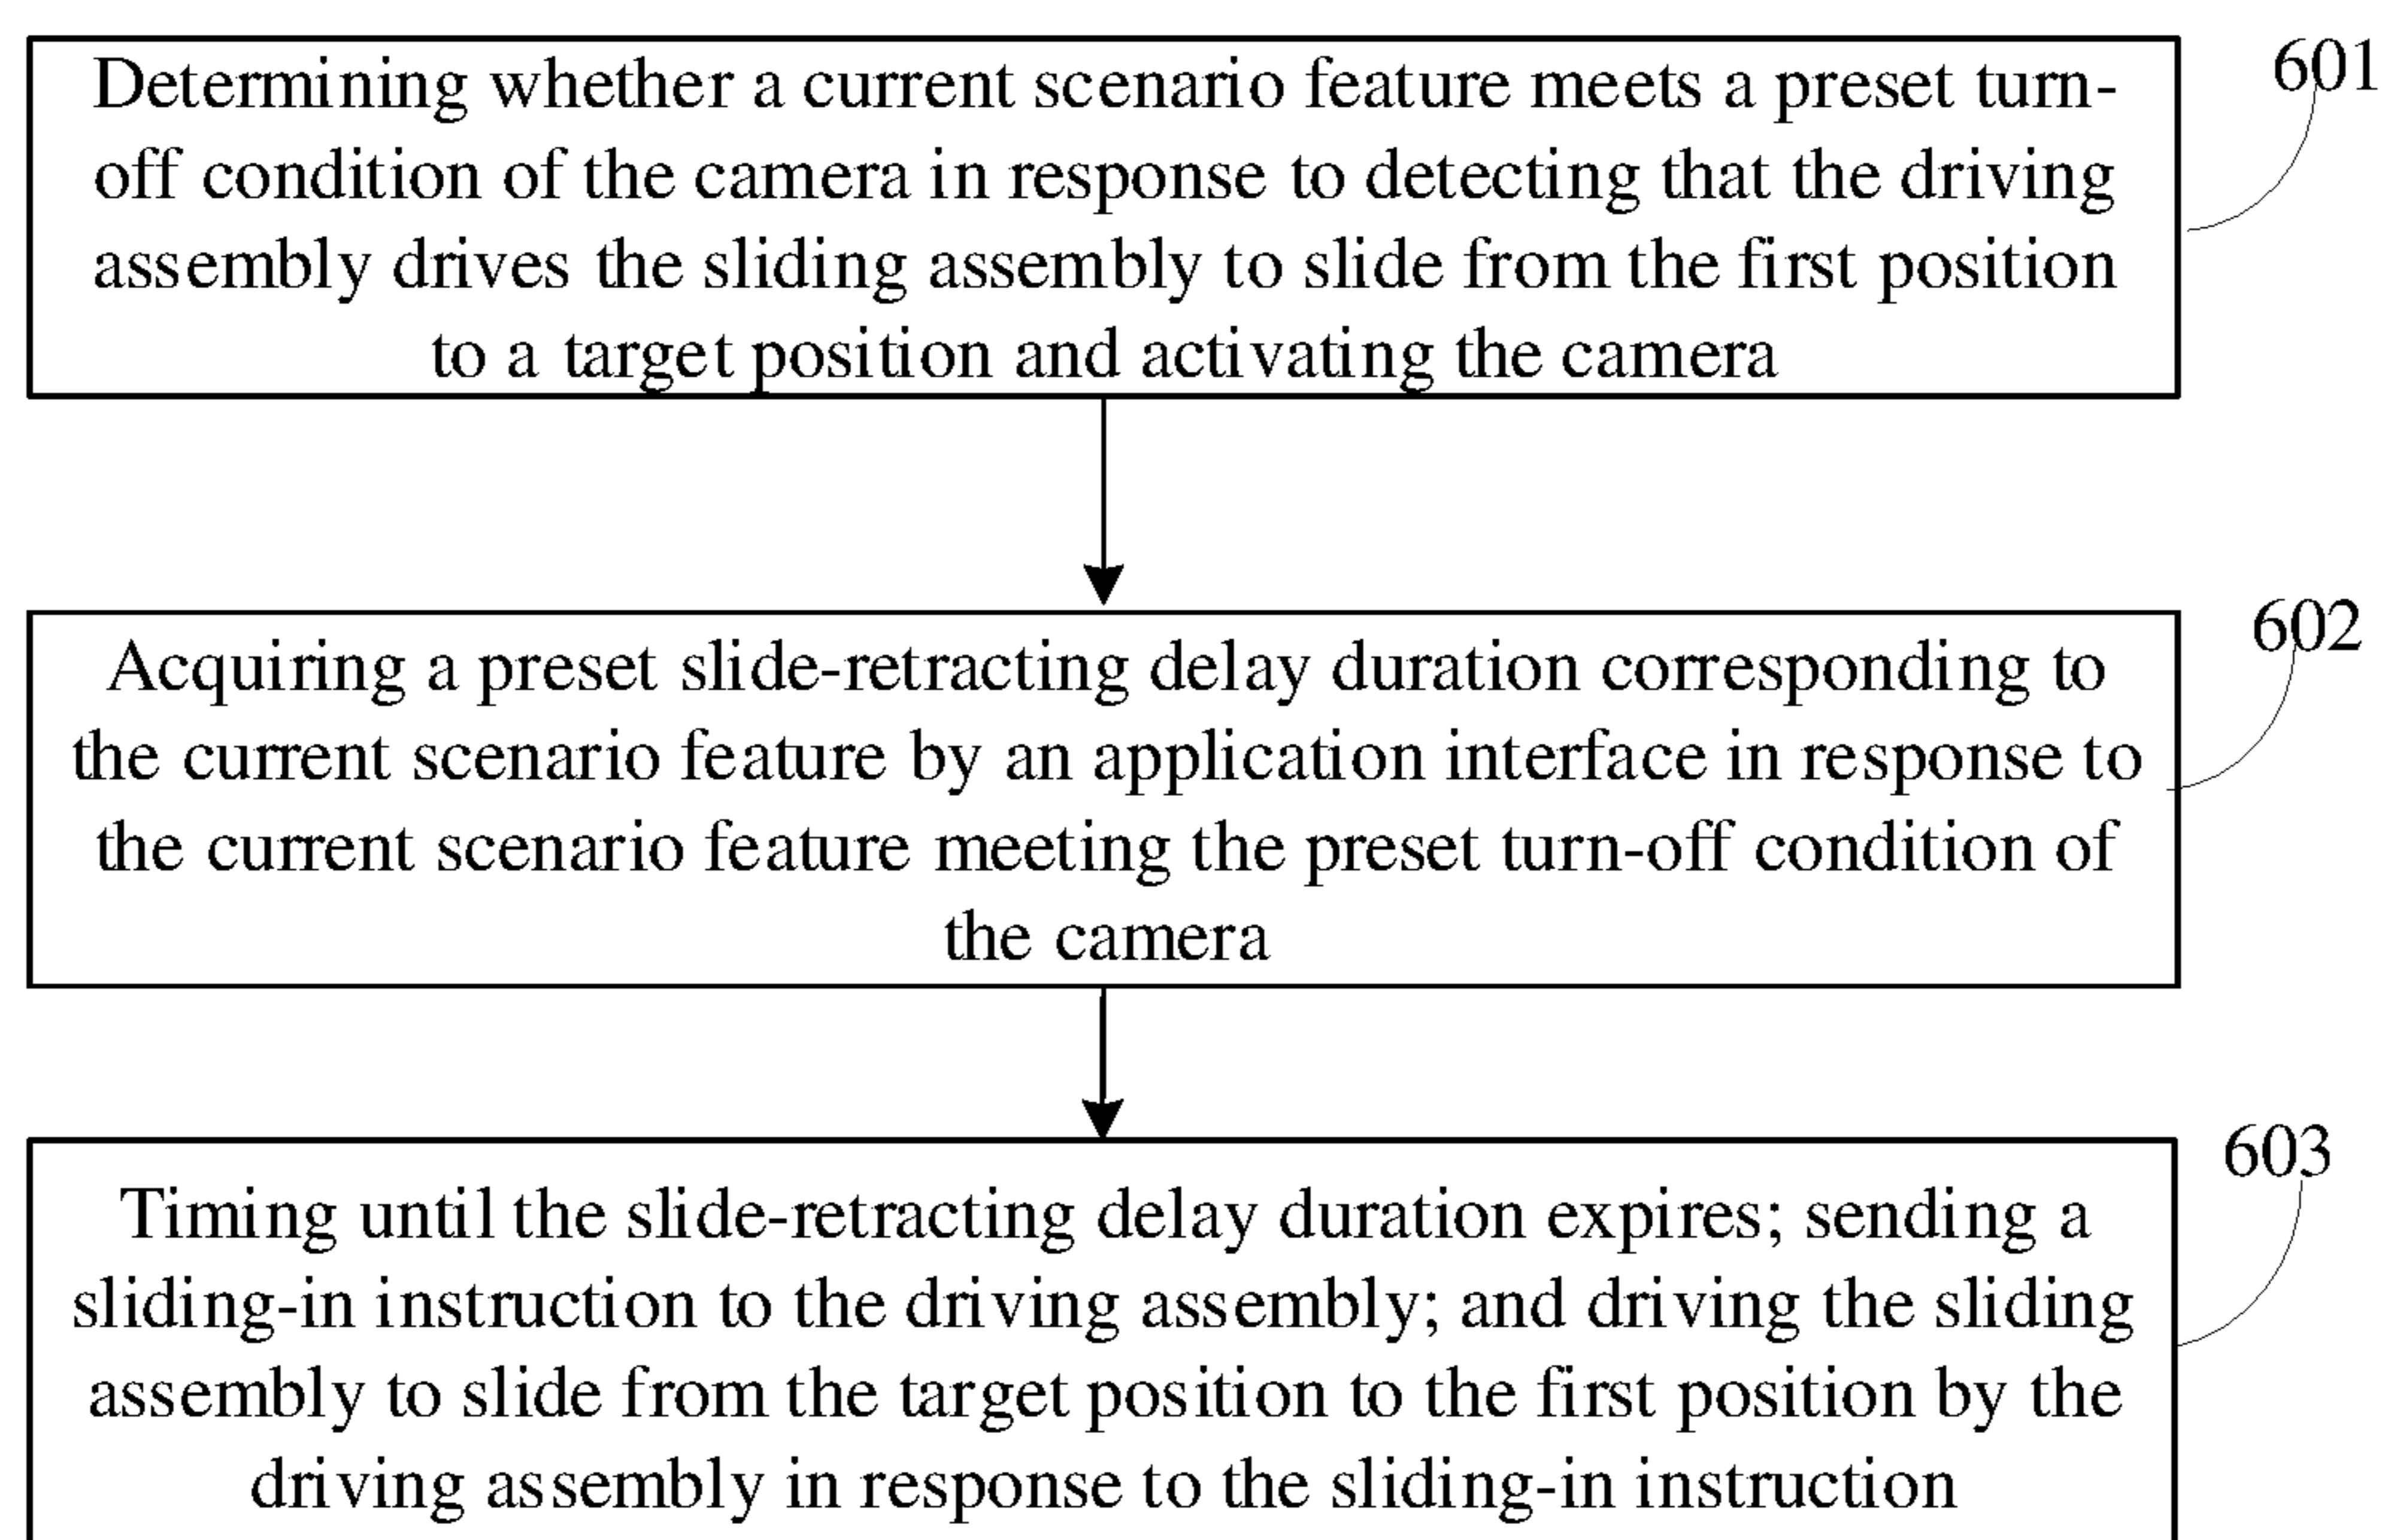 Determining whether a current scenario feature meets a preset turn-
off condition of the camera in response to detecting that the driving
assembly drives the sliding assembly to slide from the first position
to a target position and activating the camera
601
Acquiring a preset slide-retracting delay duration corresponding to
the current scenario feature by an application interface in response to
the current scenario feature meeting the preset turn-off condition of
the camera
602
Timing until the slide-retracting delay duration expires; sending a
sliding-in instruction to the driving assembly; and driving the sliding
assembly to slide from the target position to the first position by the
driving assembly in response to the sliding-in instruction
603